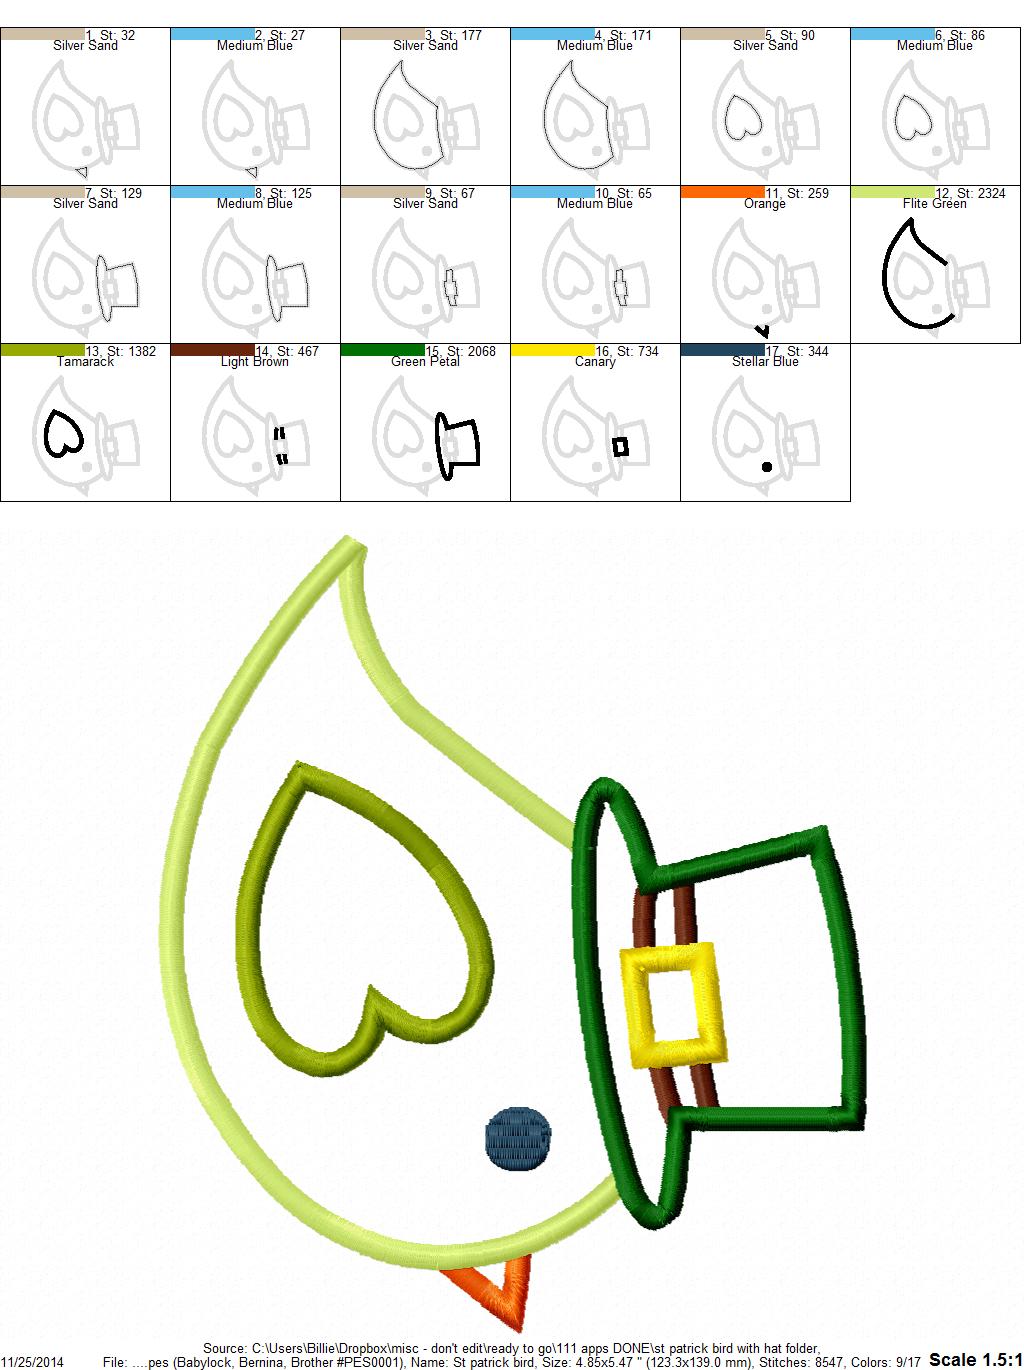 1, St: 32 2, St: 27 3, St: 177 4, St: 171 5, St: 90 6, St: 86
Silver Sand Medium Blue Silver Sand Medium Blue Silver Sand Medium Blue
7, St: 129 8, St: 125 9, St: 67 10, St: 65 11, St: 259 12, St: 2324
Silver Sand Medium Blue Silver Sand Medium Blue Orange Flite Green
13, St: 1382 14, St: 467 15, St: 2068 16, St: 734 17, St: 344
Tamarack Light Brown Green Petal Canary Stellar Blue
Source: C:\Users\Billie\Dropbox\misc - don't edit\ready to go\111 apps DONE\st patrick bird with hat folder,
11/25/2014 File: ....pes (Babylock, Bernina, Brother #PES0001), Name: St patrick bird, Size: 4.85x5.47 " (123.3x139.0 mm), Stitches: 8547, Colors: 9/17 Scale 1.5:1